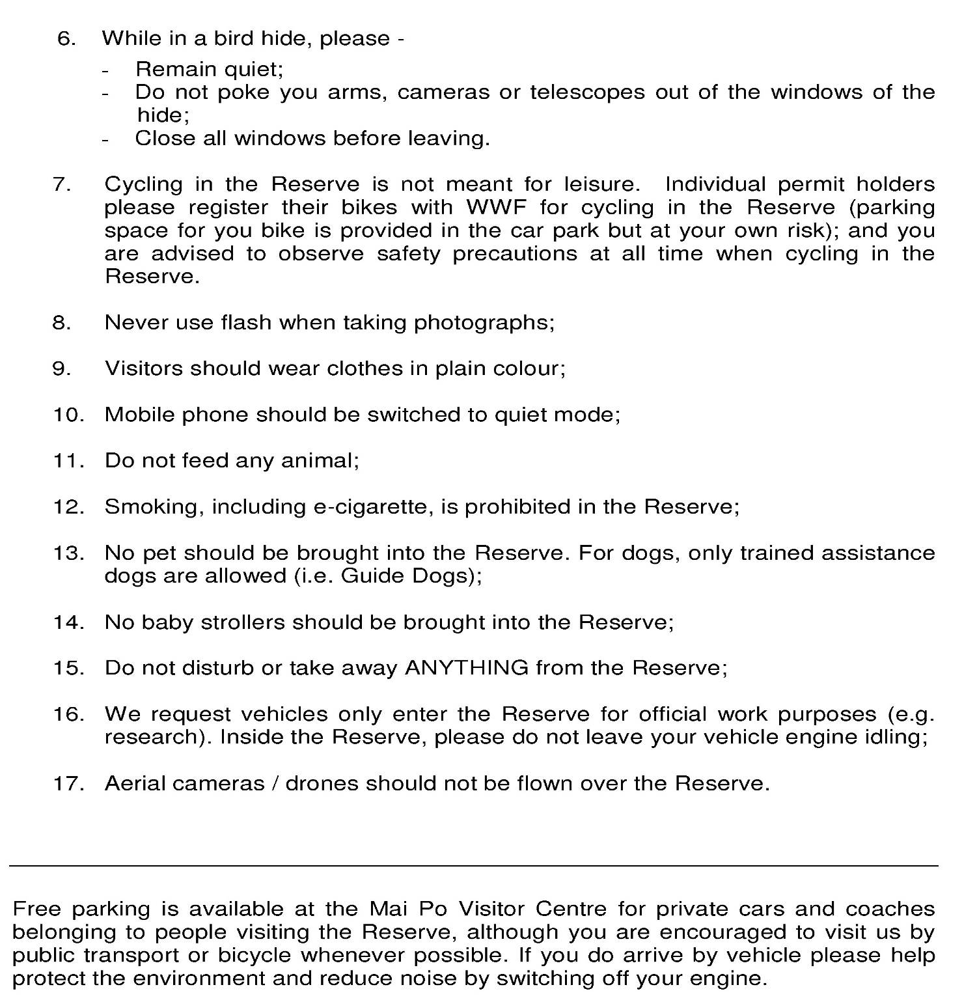 6. While in a bird hide, please -
- Remain quiet;
- Do not poke you arms, cameras or telescopes out of the windows of the
hide;
- Close all windows before leaving.
7. Cycling in the Reserve is not meant for leisure. Individual permit holders
please register their bikes with WWF for cycling in the Reserve (parking
space for you bike is provided in the car park but at your own risk); and you
are advised to observe safety precautions at all time when cycling in the
Reserve.
8. Never use flash when taking photographs;
9. Visitors should wear clothes in plain colour;
10. Mobile phone should be switched to quiet mode;
11. Do not feed any animal;
12. Smoking, including e-cigarette, is prohibited in the Reserve;
13. No pet should be brought into the Reserve. For dogs, only trained assistance
dogs are allowed (i.e. Guide Dogs);
14. No baby strollers should be brought into the Reserve;
15. Do not disturb or take away ANYTHING from the Reserve;
16. We request vehicles only enter the Reserve for official work purposes (e.g.
research). Inside the Reserve, please do not leave your vehicle engine idling;
17. Aerial cameras / drones should not be flown over the Reserve.
Free parking is available at the Mai Po Visitor Centre for private cars and coaches
belonging to people visiting the Reserve, although you are encouraged to visit us by
public transport or bicycle whenever possible. If you do arrive by vehicle please help
protect the environment and reduce noise by switching off your engine.